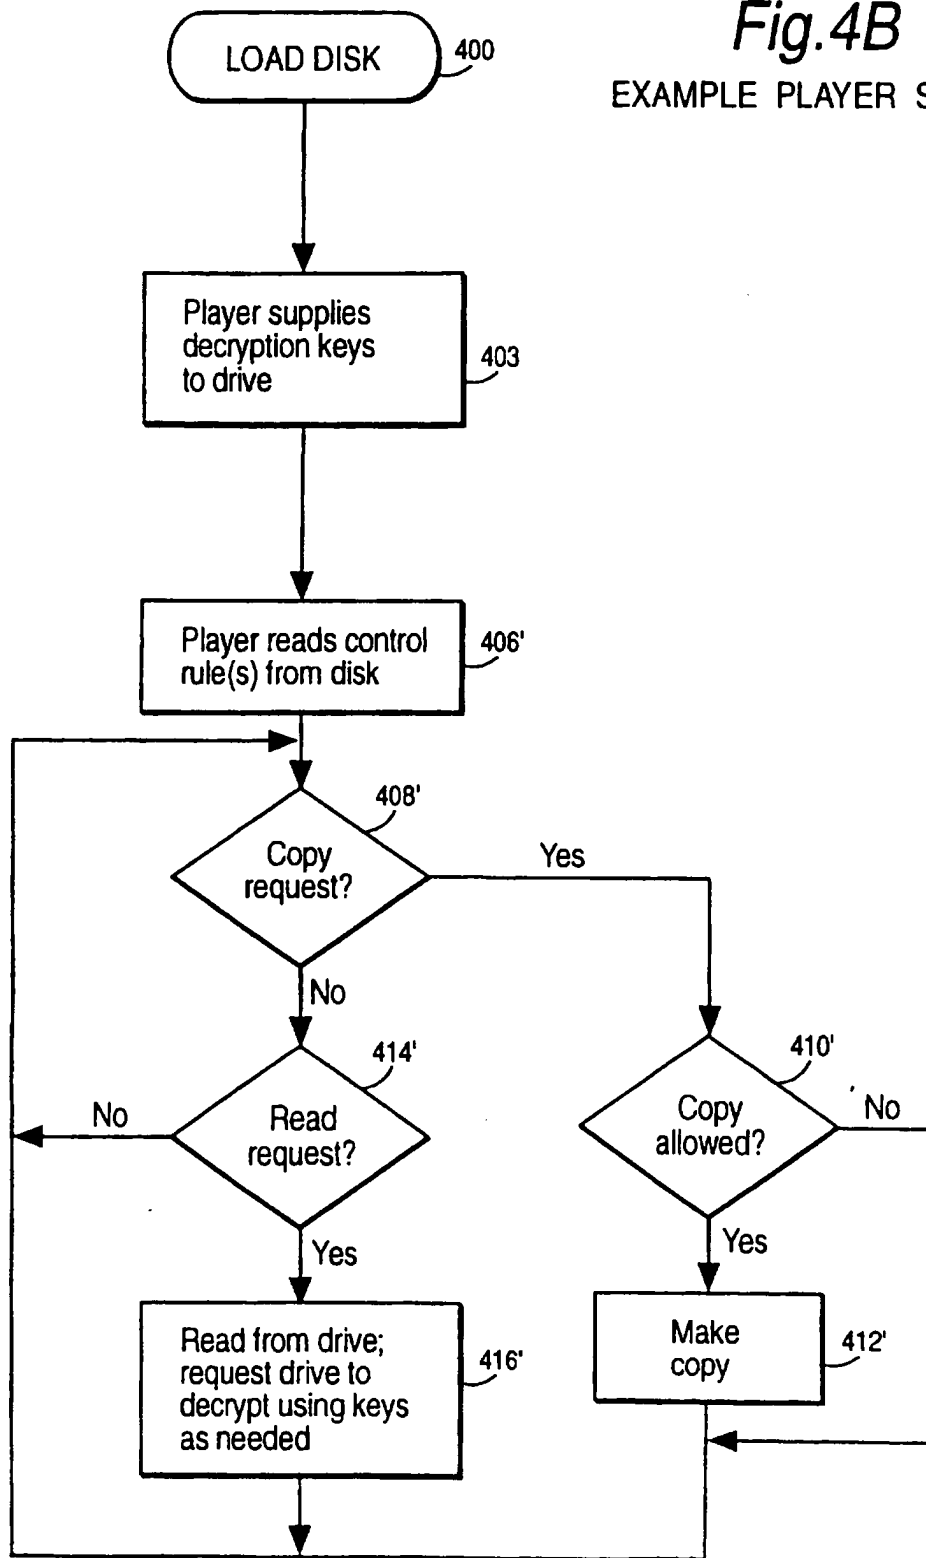 Fig.4B
EXAMPLE PLAYER
LOAD DISK
400
Player supplies
decryption keys
to drive
403
Player reads control
rule(s) from disk
406'
408'
Copy
request?
Yes
No
414'
Read
request?
No
410'
Copy
allowed?
No
Yes
Yes
Read from drive;
request drive to
decrypt using keys
as needed
416'
Make
copy
412'